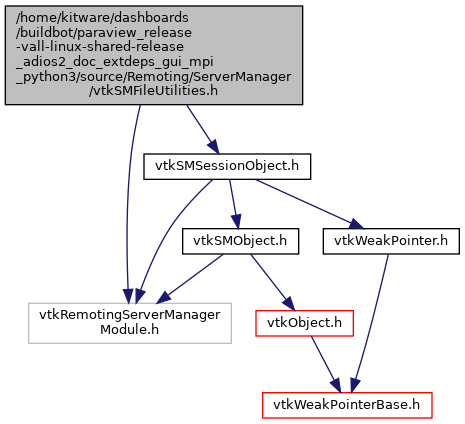 /home/kitware/dashboards
/buildbot/paraview_release
-vall-linux-shared-release
_adios2_doc_extdeps_gui_mpi
_python3/source/Remoting/ServerManager
/vtkSMFileUtilities.h
vtkSMSessionObject.h
vtkSMObject.h
vtkWeakPointer.h
vtkRemotingServerManager
Module.h
vtkObject.h
vtkWeakPointerBase.h